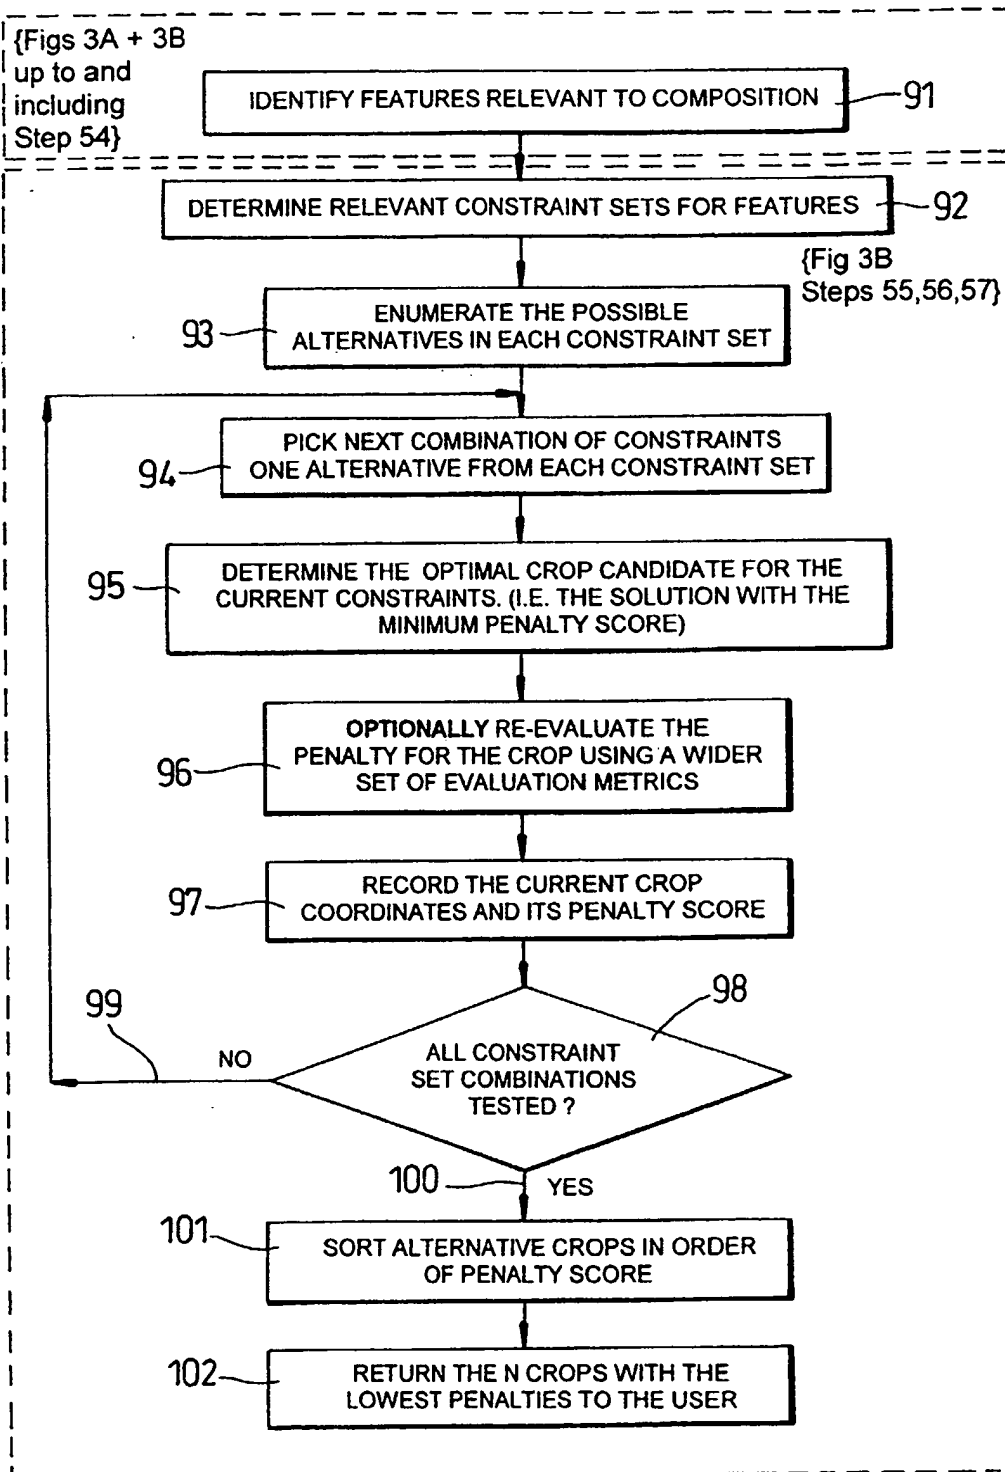 {Figs 3A + 3B
up to and
including
Step 54}
IDENTIFY FEATURES RELEVANT TO COMPOSITION
91
DETERMINE RELEVANT CONSTRAINT SETS FOR FEATURES
92
{Fig 3B
Steps 55,56,57}
93
ENUMERATE THE POSSIBLE
ALTERNATIVES IN EACH CONSTRAINT SET
94
PICK NEXT COMBINATION OF CONSTRAINTS
ONE ALTERNATIVE FROM EACH CONSTRAINT SET
95
DETERMINE THE OPTIMAL CROP CANDIDATE FOR THE
CURRENT CONSTRAINTS. (I.E. THE SOLUTION WITH THE
MINIMUM PENALTY SCORE)
96
OPTIONALLY RE-EVALUATE THE
PENALTY FOR THE CROP USING A WIDER
SET OF EVALUATION METRICS
97
RECORD THE CURRENT CROP
COORDINATES AND ITS PENALTY SCORE
98
99
NO
ALL CONSTRAINT
SET COMBINATIONS
TESTED ?
100
YES
101
SORT ALTERNATIVE CROPS IN ORDER
OF PENALTY SCORE
102
RETURN THE N CROPS WITH THE
LOWEST PENALTIES TO THE USER